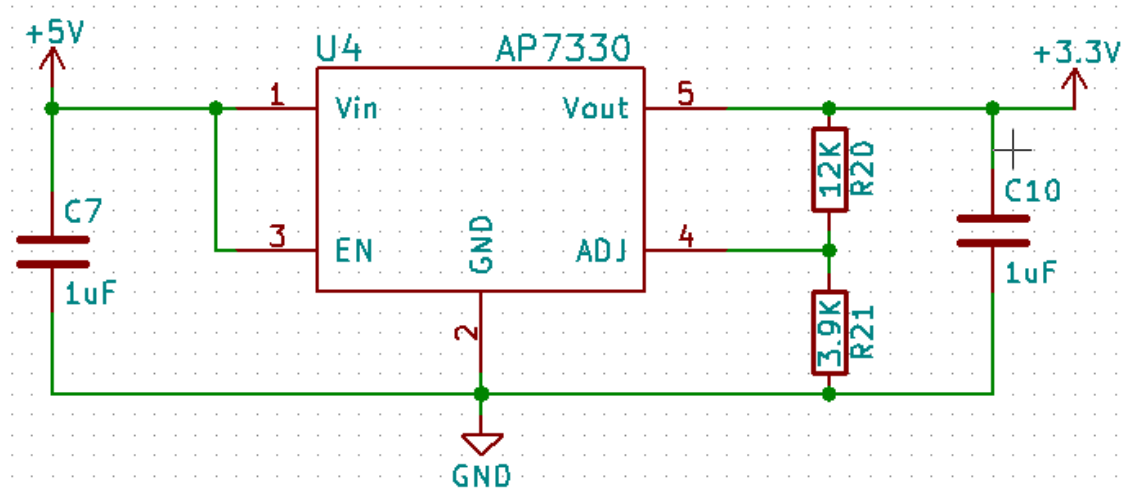 +5V
U4 AP7330
+3.3V
1 Vin
Vout 5
12K
R20
C7
1uF
3 EN
GND
ADJ 4
C10
1uF
2
3.9K
R21
GND